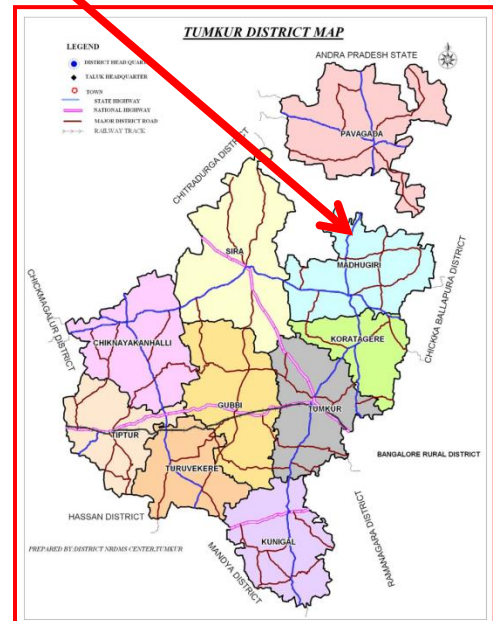 TUMKUR DISTRICT MAP
LEGEND
DISTRICT HEAD QUART
TALUK HEADQUARTER
TOWN
STATE HIGHWAY
NATIONAL HIGHWAY
MAJOR DISTRICT ROAD
RAILWAY TRACK
ANDRA PRADESH STATE
PAVAGADA
CHITRADURGA DISTRICT
SIRA
MADHUGIRI
CHICKMAGALUR DISTRICT
CHICKKA BALLAPURA DISTRICT
CHIKNAYAKANHALLI
KORATAGERE
GUBBI
TUMKUR
TIPTUR
BANGALORE RURAL DISTRICT
TURUVEKERE
HASSAN DISTRICT
RAMANAGARA DISTRICT
KUNIGAL
MANDYA DISTRICT
PREPARED BY:DISTRICT NRDMS CENTER,TUMKUR